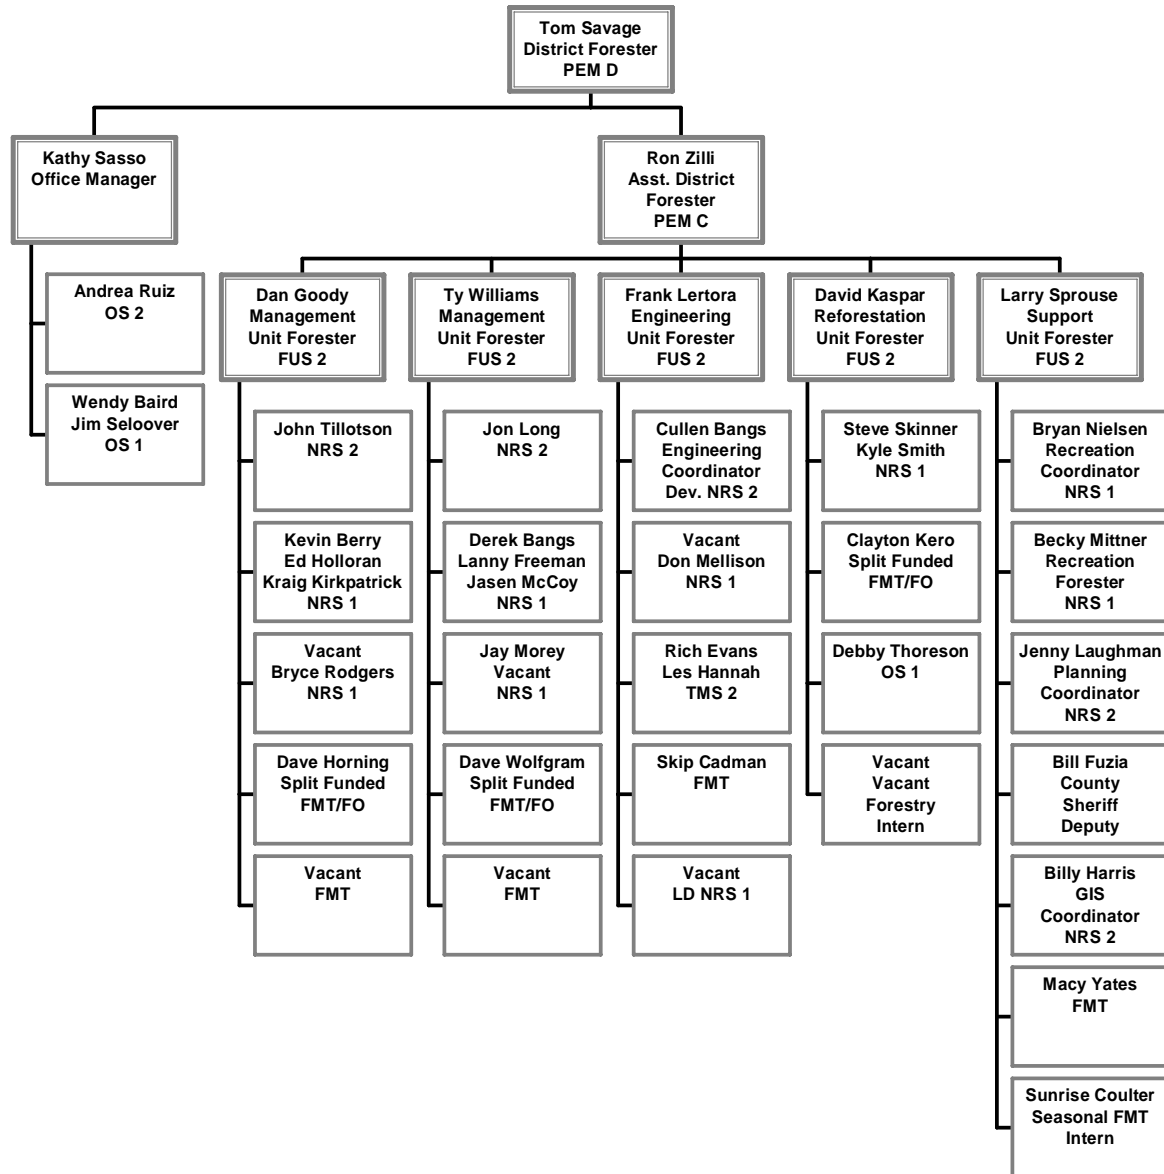 Tom Savage
District Forester
PEM D
Kathy Sasso
Office Manager
Ron Zilli
Asst. District
Forester
PEM C
Andrea Ruiz
OS 2
Wendy Baird
Jim Seloover
OS 1
Dan Goody
Management
Unit Forester
FUS 2
John Tillotson
NRS 2
Kevin Berry
Ed Holloran
Kraig Kirkpatrick
NRS 1
Vacant
Bryce Rodgers
NRS 1
Dave Horning
Split Funded
FMT/FO
Vacant
FMT
Ty Williams
Management
Unit Forester
FUS 2
Jon Long
NRS 2
Derek Bangs
Lanny Freeman
Jasen McCoy
NRS 1
Jay Morey
Vacant
NRS 1
Dave Wolfgram
Split Funded
FMT/FO
Vacant
FMT
Frank Lertora
Engineering
Unit Forester
FUS 2
Cullen Bangs
Engineering
Coordinator
Dev. NRS 2
Vacant
Don Mellison
NRS 1
Rich Evans
Les Hannah
TMS 2
Skip Cadman
FMT
Vacant
LD NRS 1
David Kaspar
Reforestation
Unit Forester
FUS 2
Steve Skinner
Kyle Smith
NRS 1
Clayton Kero
Split Funded
FMT/FO
Debby Thoreson
OS 1
Vacant
Vacant
Forestry
Intern
Larry Sprouse
Support
Unit Forester
FUS 2
Bryan Nielsen
Recreation
Coordinator
NRS 1
Becky Mittner
Recreation
Forester
NRS 1
Jenny Laughman
Planning
Coordinator
NRS 2
Bill Fuzia
County
Sheriff
Deputy
Billy Harris
GIS
Coordinator
NRS 2
Macy Yates
FMT
Sunrise Coulter
Seasonal FMT
Intern